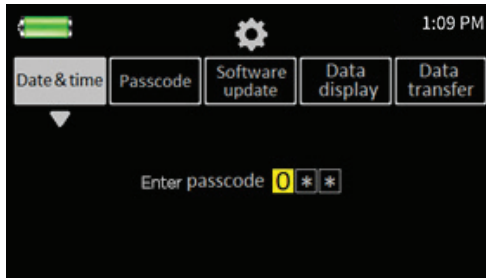 1:09 PM
Date & time
Passcode
Software
update
Data
display
Data
transfer
Enter passcode 0 * *